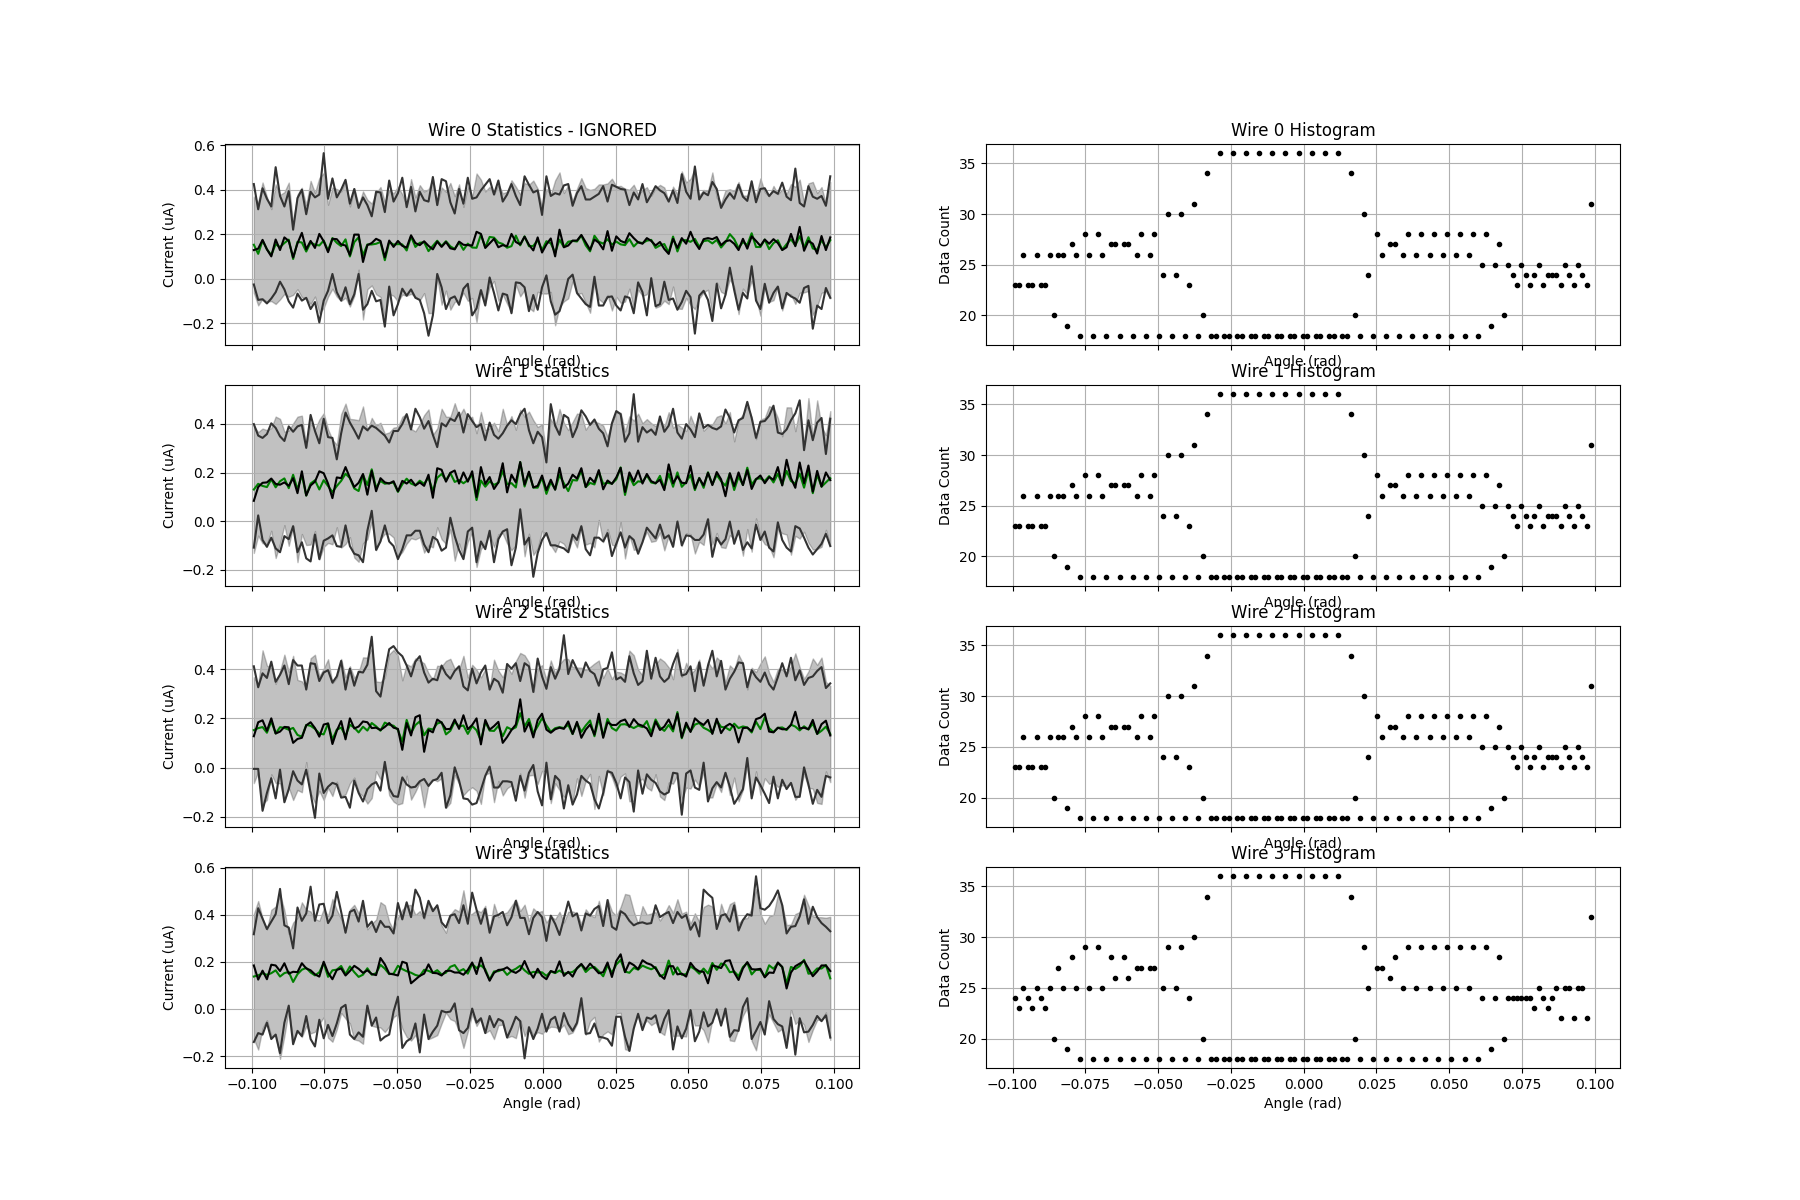 Wire 0 Statistics - IGNORED
Current (uA)
0.6
0.4
0.2
0.0
−0.2
Angle (rad)
Wire 0 Histogram
Data Count
35
30
25
20
Angle (rad)
Wire 1 Statistics
Current (uA)
0.4
0.2
0.0
−0.2
Angle (rad)
Wire 1 Histogram
Data Count
35
30
25
20
Angle (rad)
Wire 2 Statistics
Current (uA)
0.4
0.2
0.0
−0.2
Angle (rad)
Wire 2 Histogram
Data Count
35
30
25
20
Angle (rad)
Wire 3 Statistics
Current (uA)
0.6
0.4
0.2
0.0
−0.2
−0.100 −0.075 −0.050 −0.025 0.000 0.025 0.050 0.075 0.100
Angle (rad)
Wire 3 Histogram
Data Count
35
30
25
20
−0.100 −0.075 −0.050 −0.025 0.000 0.025 0.050 0.075 0.100
Angle (rad)